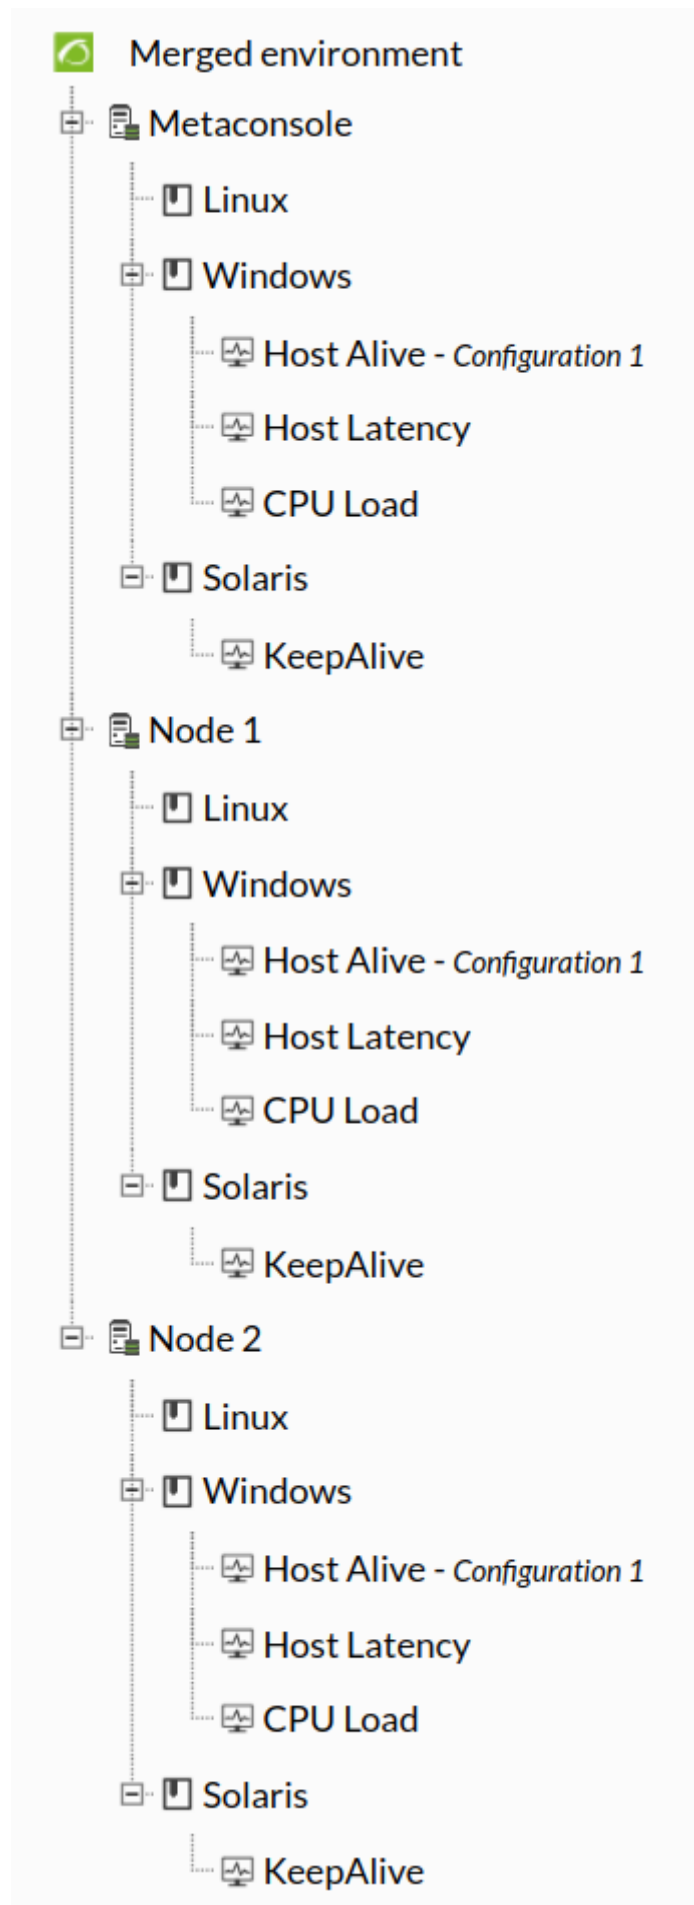 Merged environment
Metaconsole
Linux
Windows
Host Alive - Configuration 1
Host Latency
CPU Load
Solaris
KeepAlive
Node 1
Linux
Windows
Host Alive - Configuration 1
Host Latency
CPU Load
Solaris
KeepAlive
Node 2
Linux
Windows
Host Alive - Configuration 1
Host Latency
CPU Load
Solaris
KeepAlive